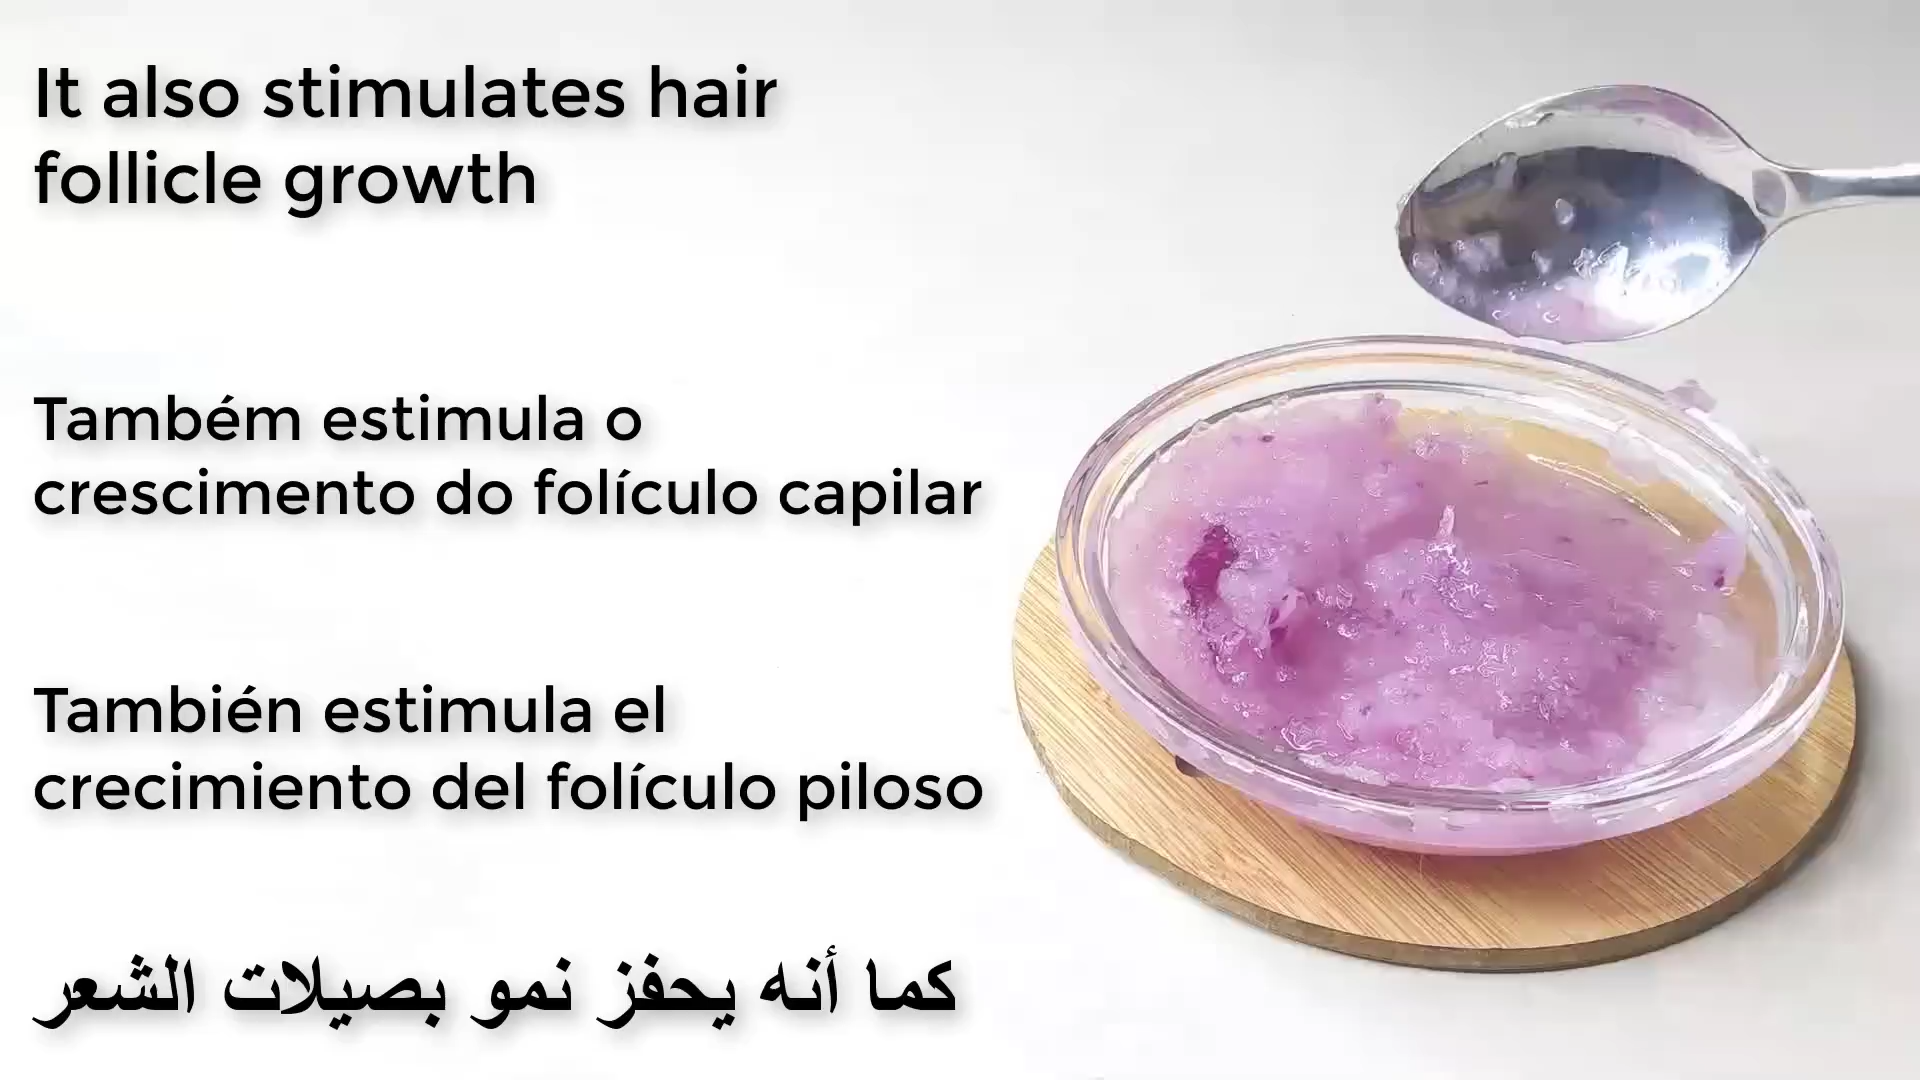 It also stimulates hair
follicle growth
Também estimula o
crescimento do folículo capilar
También estimula el
crecimiento del folículo piloso
كما أنه يحفز نمو بصيلات الشعر